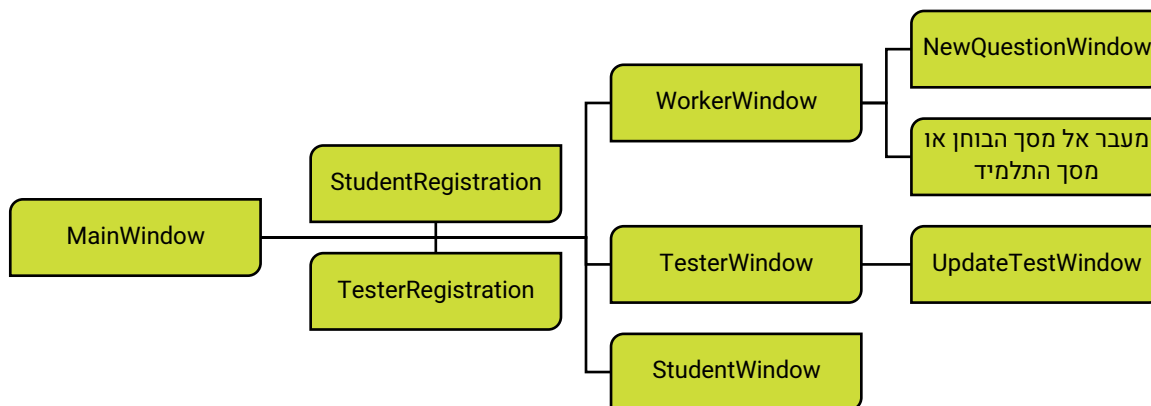 MainWindow
StudentRegistration
TesterRegistration
WorkerWindow
NewQuestionWindow
מעבר אל מסך הבוחן או
מסך התלמיד
TesterWindow
UpdateTestWindow
StudentWindow